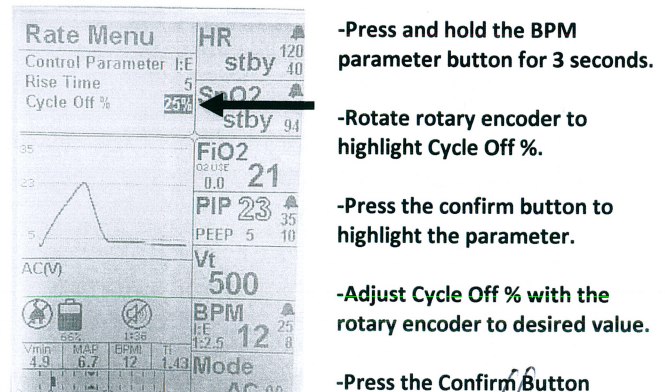 Rate Menu
Control Parameter I:E
Rise Time 5
Cycle Off % 25%
HR 120
stby 40
SpO2
stby 94
35
23
5
FiO2
O2 USE
0.0 21
PIP 23 35
PEEP 5 10
AC(V)
Vt
500
66% 1:36
BPM 25
I:E
1:2.5 12 8
Vmin MAP BPMI TI
4.9 6.7 12 1.43
Mode
-Press and hold the BPM
parameter button for 3 seconds.
-Rotate rotary encoder to
highlight Cycle Off %.
-Press the confirm button to
highlight the parameter.
-Adjust Cycle Off % with the
rotary encoder to desired value.
-Press the Confirm Button